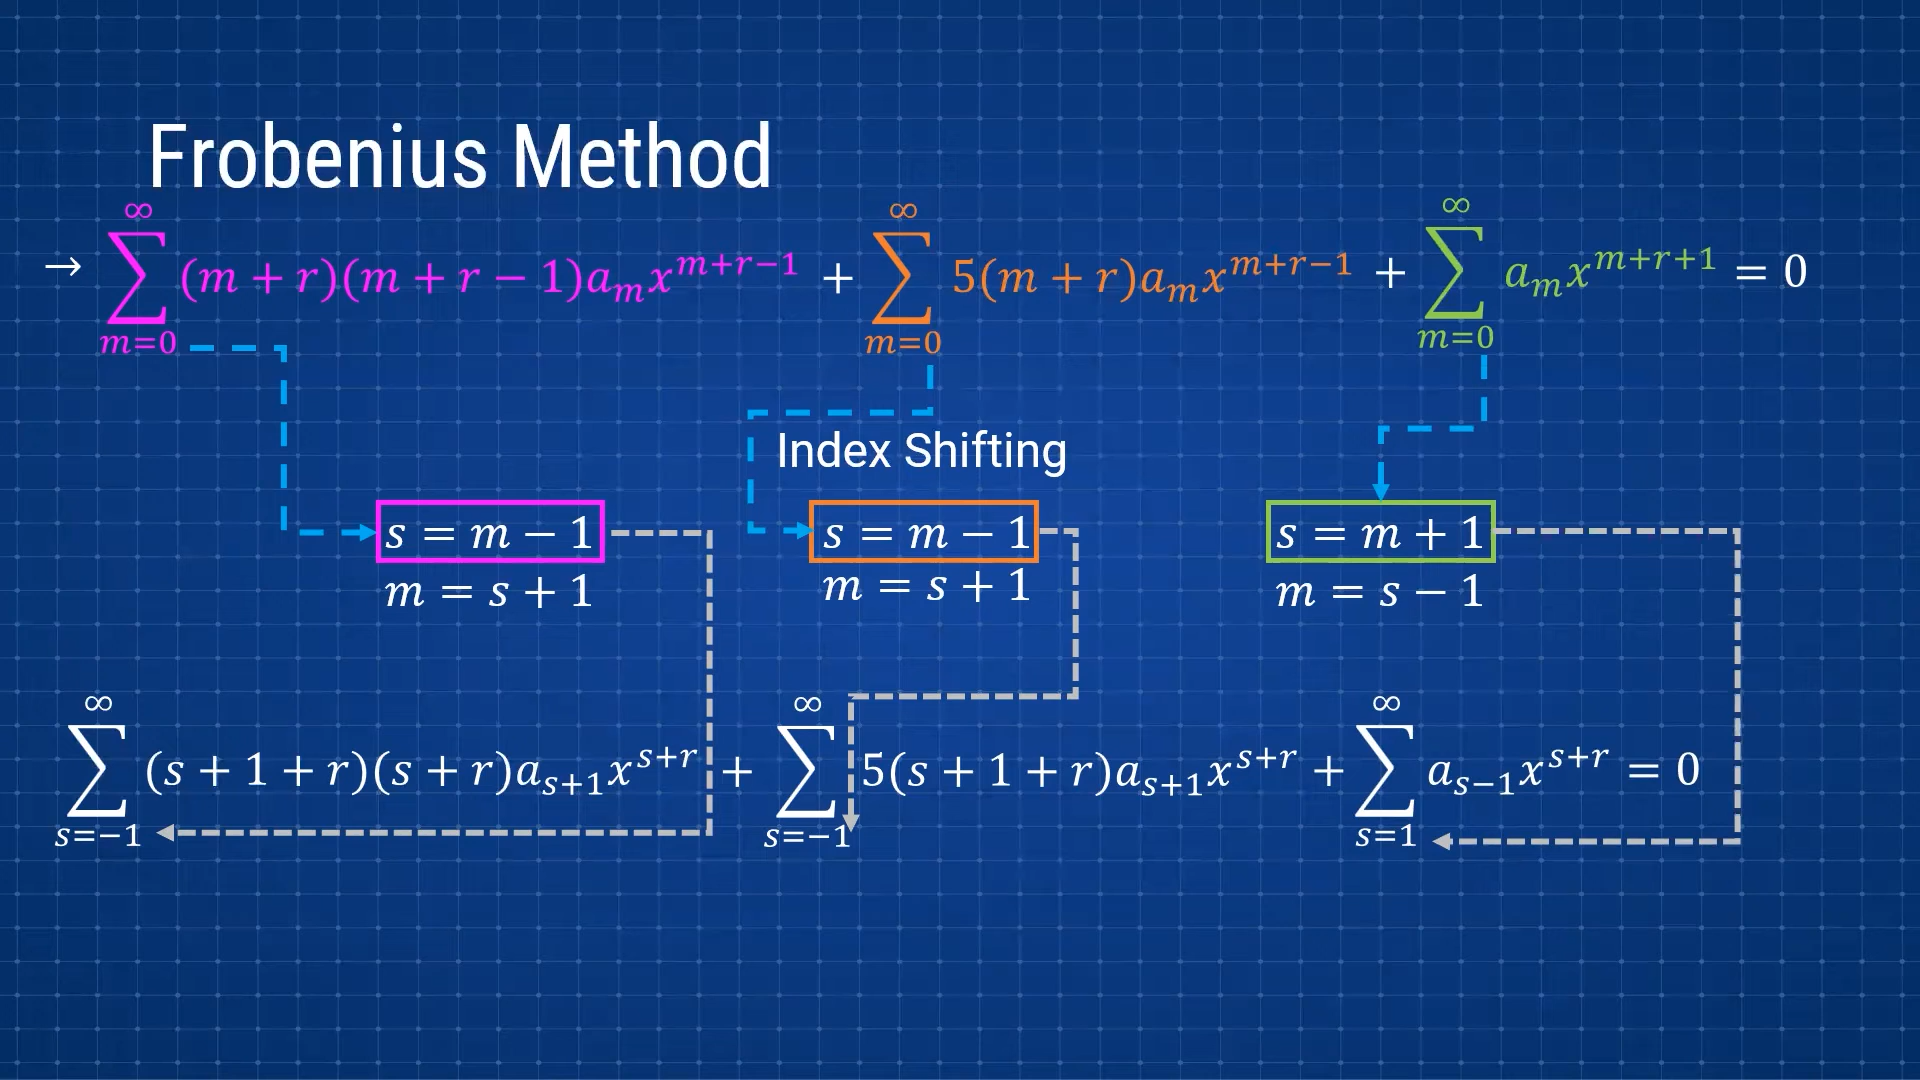 Frobenius Method
→ ∑_{m=0}^{∞} (m + r)(m + r − 1)a_m x^{m+r−1} + ∑_{m=0}^{∞} 5(m + r)a_m x^{m+r−1} + ∑_{m=0}^{∞} a_m x^{m+r+1} = 0
Index Shifting
s = m − 1 s = m − 1 s = m + 1
m = s + 1 m = s + 1 m = s − 1
∑_{s=−1}^{∞} (s + 1 + r)(s + r)a_{s+1} x^{s+r} + ∑_{s=−1}^{∞} 5(s + 1 + r)a_{s+1} x^{s+r} + ∑_{s=1}^{∞} a_{s−1} x^{s+r} = 0